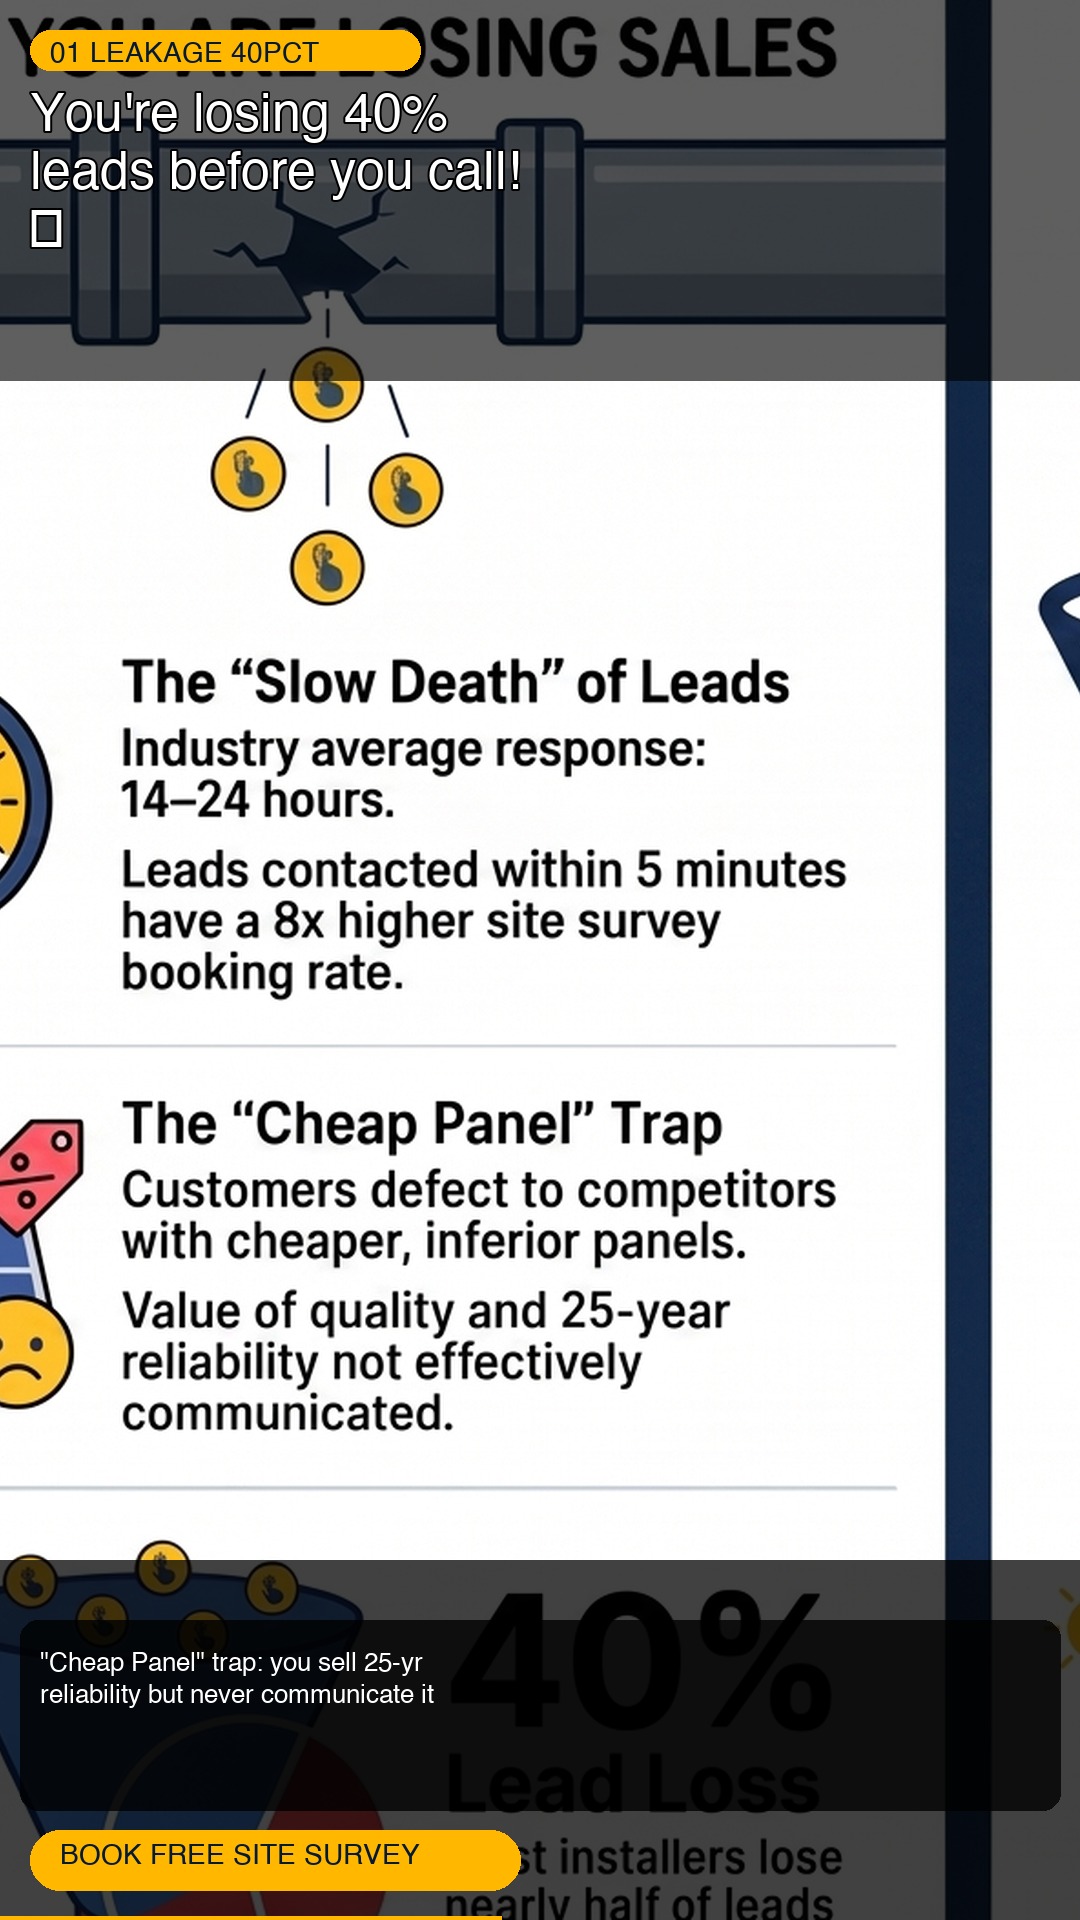 YOU ARE LOSING SALES
01 LEAKAGE 40PCT
You're losing 40%
leads before you call!
The “Slow Death” of Leads
Industry average response:
14–24 hours.
Leads contacted within 5 minutes
have a 8x higher site survey
booking rate.
The “Cheap Panel” Trap
Customers defect to competitors
with cheaper, inferior panels.
Value of quality and 25-year
reliability not effectively
communicated.
40%
"Cheap Panel" trap: you sell 25-yr
reliability but never communicate it
Lead Loss
BOOK FREE SITE SURVEY
installers lose
nearly half of leads